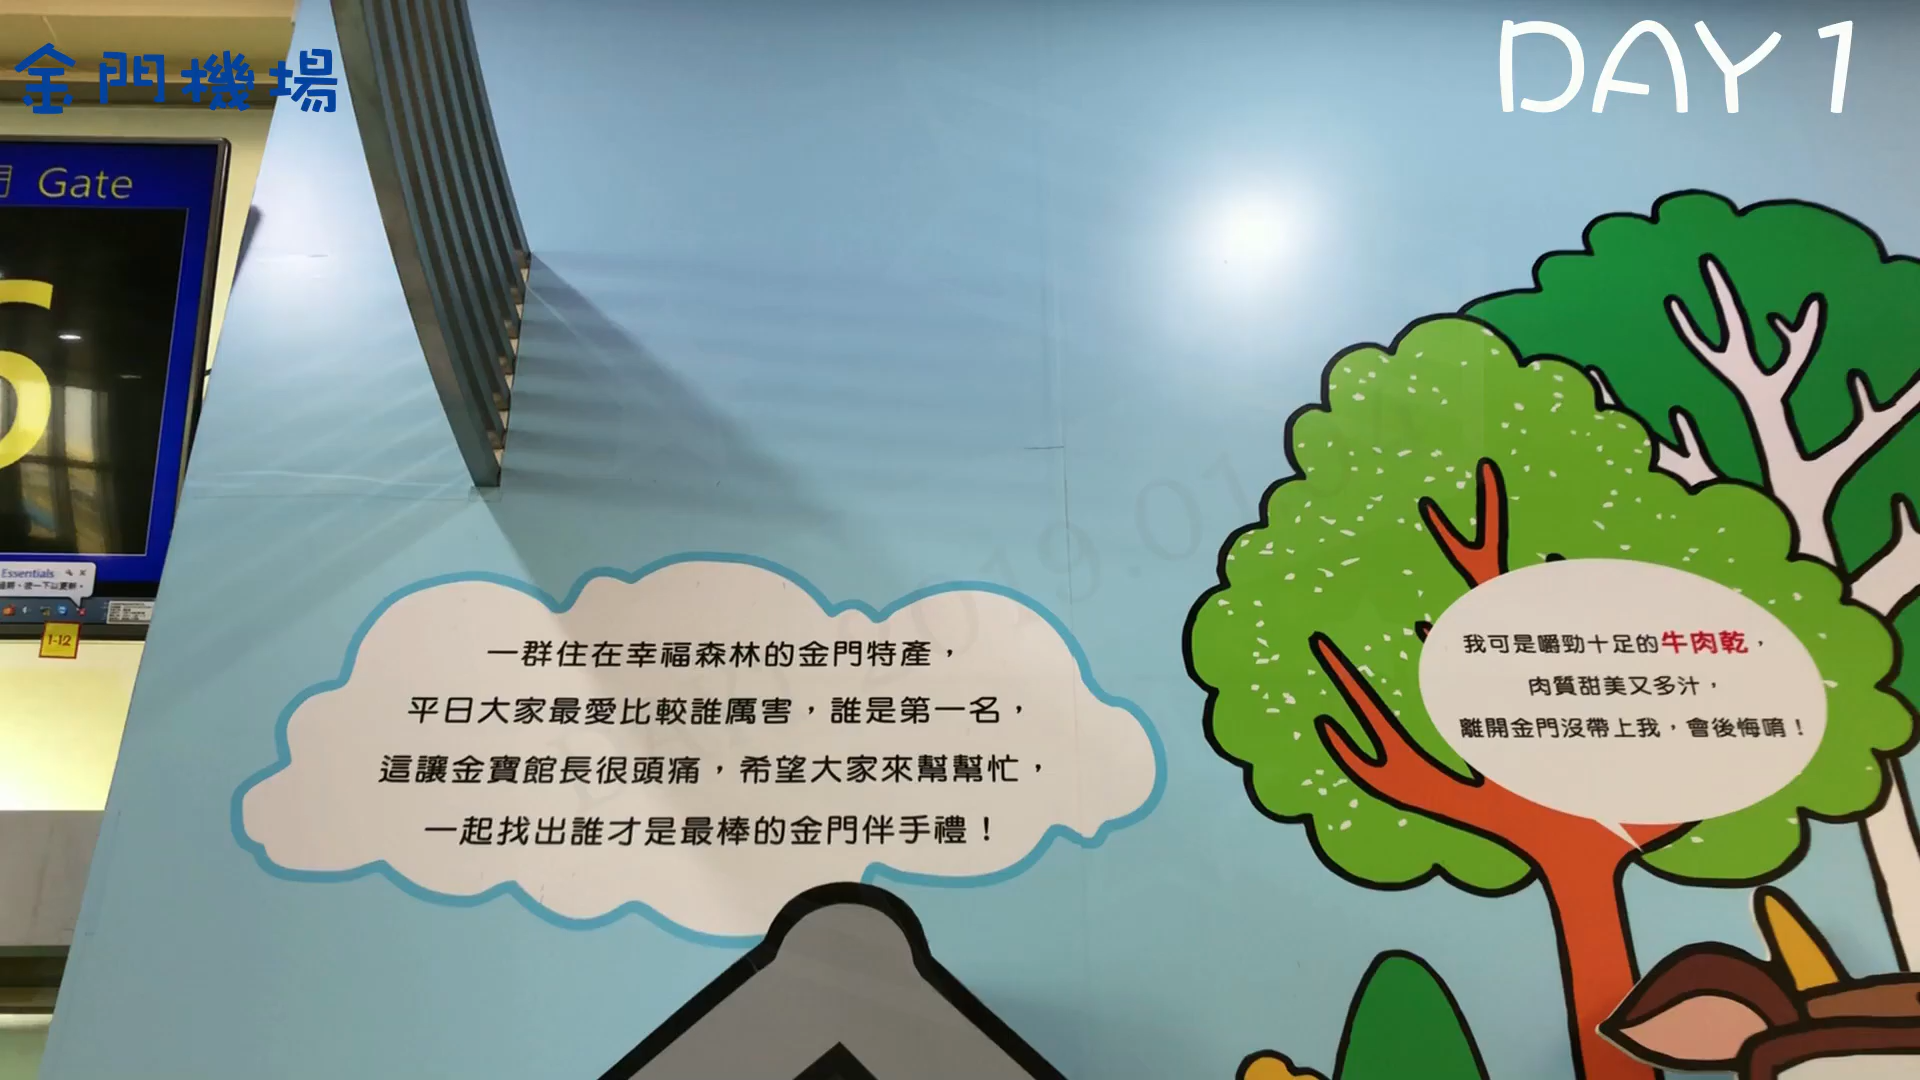 金門機場
DAY 1
Gate
6
Essentials
1-12
一群住在幸福森林的金門特產，
平日大家最愛比較誰厲害，誰是第一名，
這讓金寶館長很頭痛，希望大家來幫幫忙，
一起找出誰才是最棒的金門伴手禮！
我可是嚼勁十足的牛肉乾，
肉質甜美又多汁，
離開金門沒帶上我，會後悔唷！